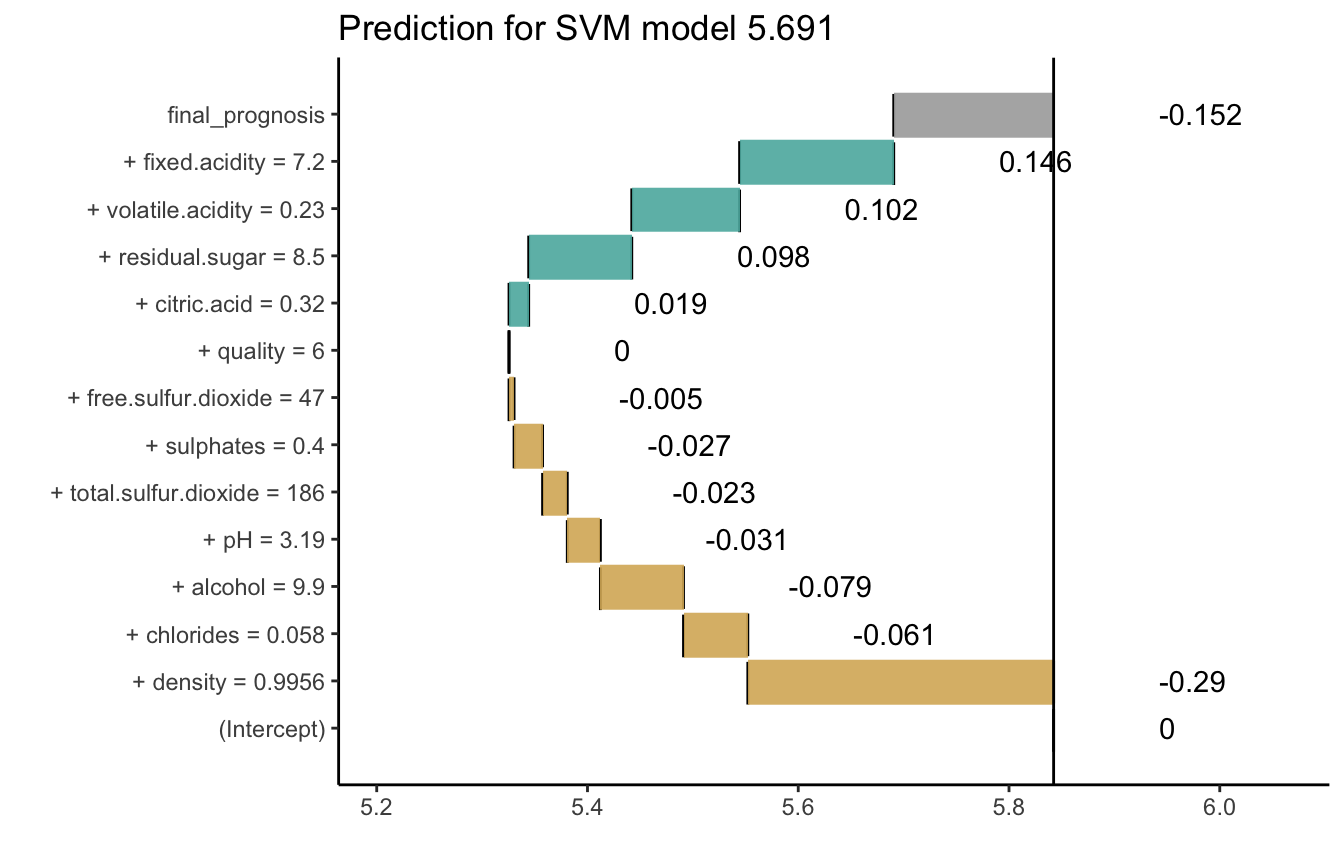 Prediction for SVM model 5.691
final_prognosis -0.152
+ fixed.acidity = 7.2 0.146
+ volatile.acidity = 0.23 0.102
+ residual.sugar = 8.5 0.098
+ citric.acid = 0.32 0.019
+ quality = 6 0
+ free.sulfur.dioxide = 47 -0.005
+ sulphates = 0.4 -0.027
+ total.sulfur.dioxide = 186 -0.023
+ pH = 3.19 -0.031
+ alcohol = 9.9 -0.079
+ chlorides = 0.058 -0.061
+ density = 0.9956 -0.29
(Intercept) 0
5.2 5.4 5.6 5.8 6.0